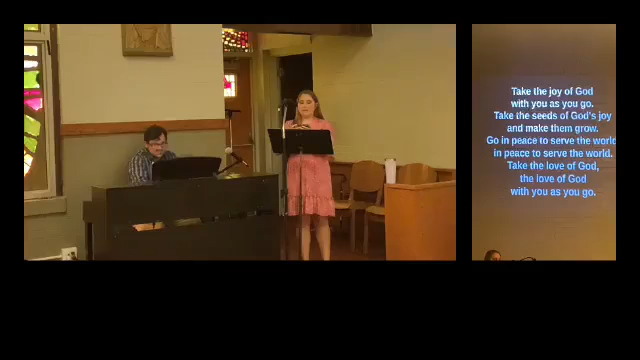 Take the joy of God
with you as you go.
Take the seeds of God's joy
and make them grow.
Go in peace to serve the world
in peace to serve the world.
Take the love of God,
the love of God
with you as you go.